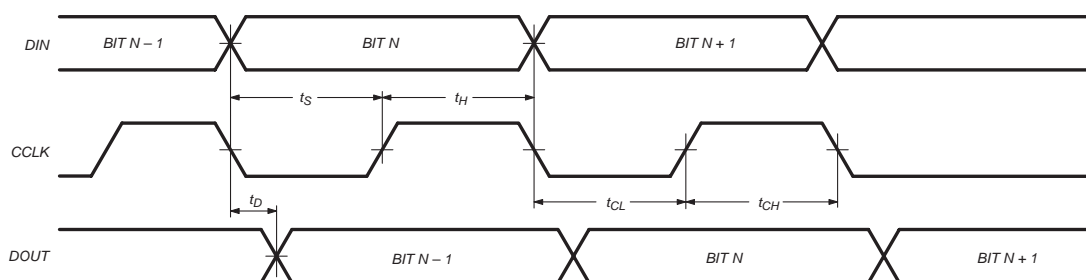 DIN BIT N – 1 BIT N BIT N + 1
tS tH
CCLK
tD tCL tCH
DOUT BIT N – 1 BIT N BIT N + 1